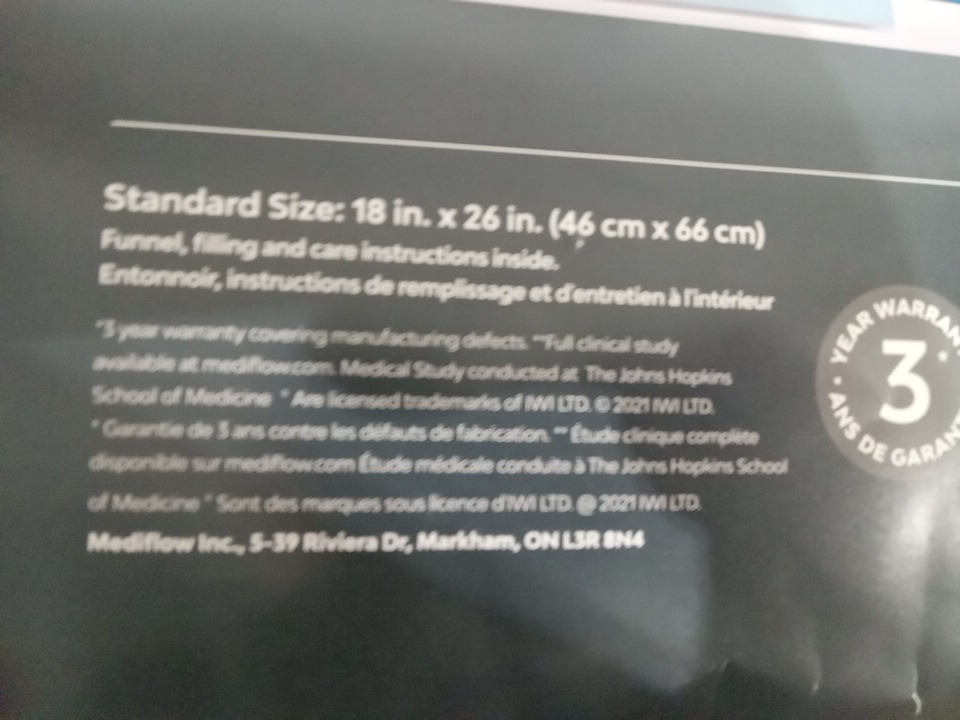 Standard Size: 18 in. x 26 in. (46 cm x 66 cm)
Funnel, filling and care instructions inside.
Entonnoir, instructions de remplissage et d'entretien à l'intérieur
*3 year warranty covering manufacturing defects. **Full clinical study
available at mediflow.com. Medical Study conducted at The Johns Hopkins
School of Medicine * Are licensed trademarks of IWI LTD. © 2021 IWI LTD.
* Garantie de 3 ans contre les défauts de fabrication. ** Étude clinique complète
disponible sur mediflow.com Étude médicale conduite à The Johns Hopkins School
of Medicine * Sont des marques sous licence d'IWI LTD. @ 2021 IWI LTD.
Mediflow Inc., 5-39 Riviera Dr, Markham, ON L3R 8N4
YEAR WARRAN
3*
ANS DE GARAN